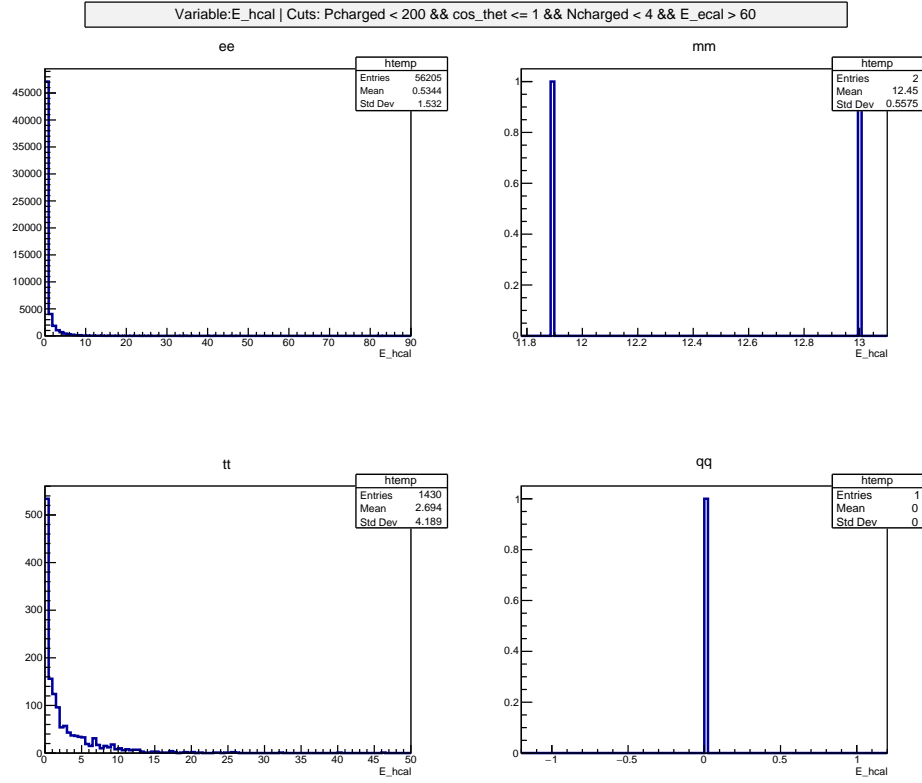 Variable:E_hcal | Cuts: Pcharged < 200 && cos_thet <= 1 && Ncharged < 4 && E_ecal > 60
ee
htemp
Entries 56205
Mean 0.5344
Std Dev 1.532
45000
40000
35000
30000
25000
20000
15000
10000
5000
0
0 10 20 30 40 50 60 70 80 90
E_hcal
mm
htemp
Entries 2
Mean 12.45
Std Dev 0.5575
1
0.8
0.6
0.4
0.2
0
11.8 12 12.2 12.4 12.6 12.8 13
E_hcal
tt
htemp
Entries 1430
Mean 2.694
Std Dev 4.189
500
400
300
200
100
0
0 5 10 15 20 25 30 35 40 45 50
E_hcal
qq
htemp
Entries 1
Mean 0
Std Dev 0
1
0.8
0.6
0.4
0.2
0
−1 −0.5 0 0.5 1
E_hcal